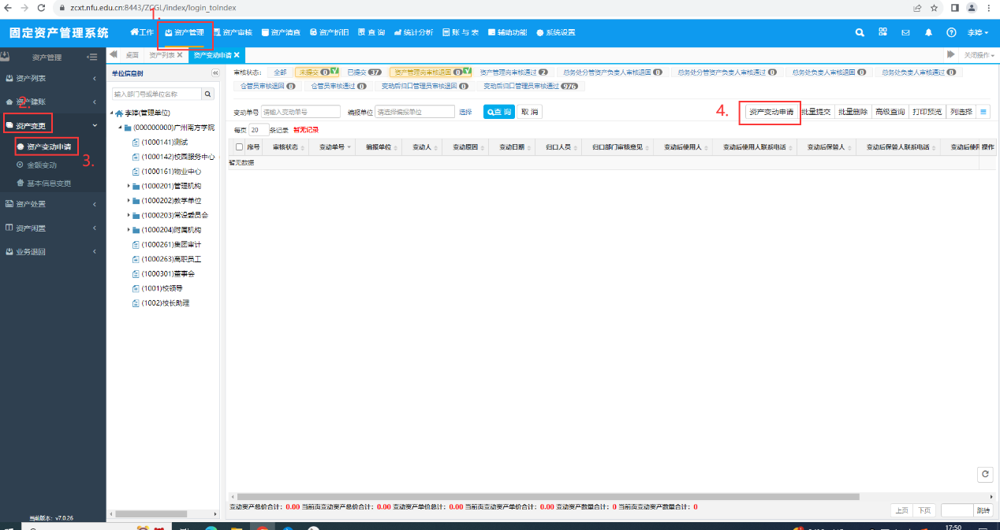 zcxt.nfu.edu.cn:8443/ZCGL/index/login_toIndex
1.
固定资产管理系统 工作 资产管理 资产审核 资产清查 资产折旧 查 询 统计分析 账 与 表 辅助功能 系统设置 李婷
资产管理 桌面 资产列表 资产变动申请 关闭操作
资产列表
2.
资产建账
资产变更
资产变动申请
3.
金额变动
基本信息变更
资产处置
资产闲置
业务退回
当前版本：v7.0.26
单位信息树
输入部门号或单位名称
李婷(管理单位)
(000000000)广州南方学院
(1000141)测试
(1000142)校园服务中心
(1000161)物业中心
(1000201)管理机构
(1000202)教学单位
(1000203)常设委员会
(1000204)附属机构
(1000261)集团审计
(1000263)离职员工
(1000301)董事会
(1001)校领导
(1002)校长助理
审核状态： 全部 未提交 0 已提交 37 资产管理岗审核退回 0 资产管理岗审核通过 2 总务处分管资产负责人审核退回 0 总务处分管资产负责人审核通过 0 总务处负责人审核退回 0 总务处负责人审核通过 0
仓管员审核退回 0 仓管员审核通过 0 变动后归口管理员审核退回 0 变动后归口管理员审核通过 976
变动单号 请输入变动单号 编报单位 请选择编报单位 选择 查 询 取 消 4. 资产变动申请 批量提交 批量删除 高级查询 打印预览 列选择
每页 20 条记录 暂无记录
序号 审核状态 变动单号 编报单位 变动人 变动原因 变动日期 归口人员 归口部门审核意见 变动后使用人 变动后使用人联系电话 变动后保管人 变动后保管人联系电话 变动后使用 操作
暂无数据
变动资产总价合计：0.00 当前页变动资产总价合计：0.00 变动资产单价总计：0.00 当前页变动资产单价合计：0.00 变动资产数量合计：0 当前页变动资产数量合计：0
上页 下页 跳转
17:50